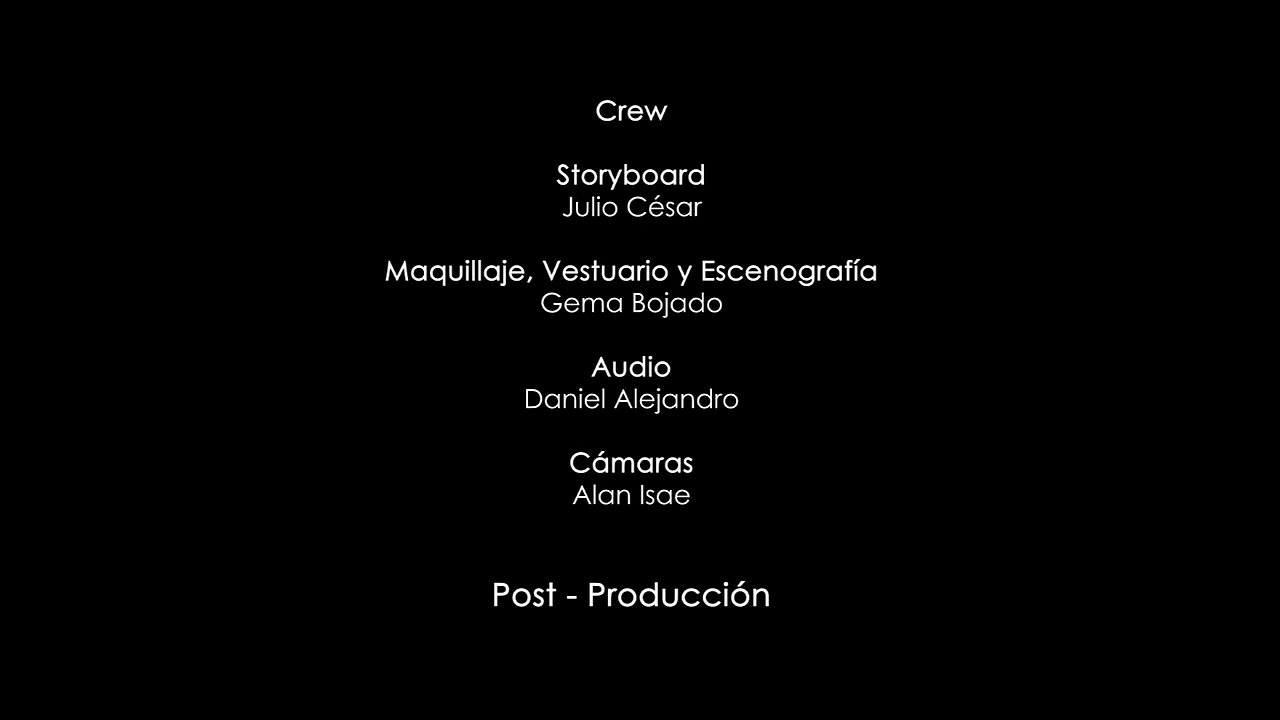 Crew
Storyboard
Julio César
Maquillaje, Vestuario y Escenografía
Gema Bojado
Audio
Daniel Alejandro
Cámaras
Alan Isae
Post - Producción